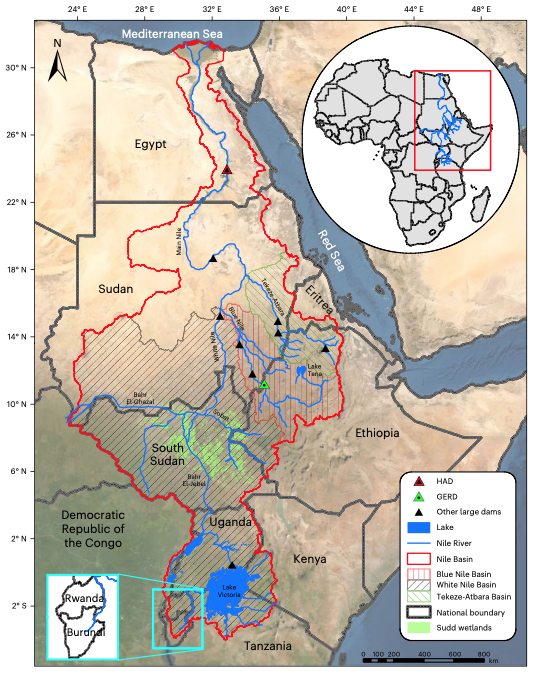 24° E
28° E
32° E
36° E
40° E
44° E
48° E
Mediterranean Sea
N
30° N
26° N
22° N
18° N
14° N
10° N
6° N
2° N
2° S
Egypt
Red Sea
Main Nile
Sudan
Tekeze-Atbara
Eritrea
Blue Nile
White Nile
Lake
Tana
Bahr
El-Ghazal
Sobat
Ethiopia
South
Sudan
Bahr
El-Jebel
Democratic
Republic of
the Congo
Uganda
Kenya
Lake
Victoria
Rwanda
Burundi
Tanzania
HAD
GERD
Other large dams
Lake
Nile River
Nile Basin
Blue Nile Basin
White Nile Basin
Tekeze-Atbara Basin
National boundary
Sudd wetlands
0 100 200 400 600 800
km